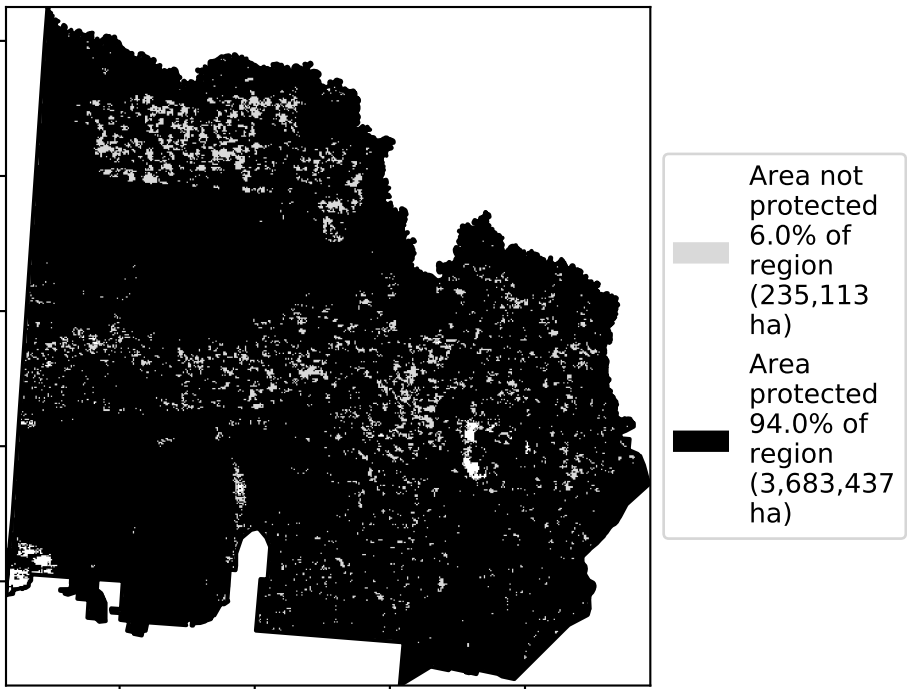 Area not
protected
6.0% of
region
(235,113
ha)
Area
protected
94.0% of
region
(3,683,437
ha)